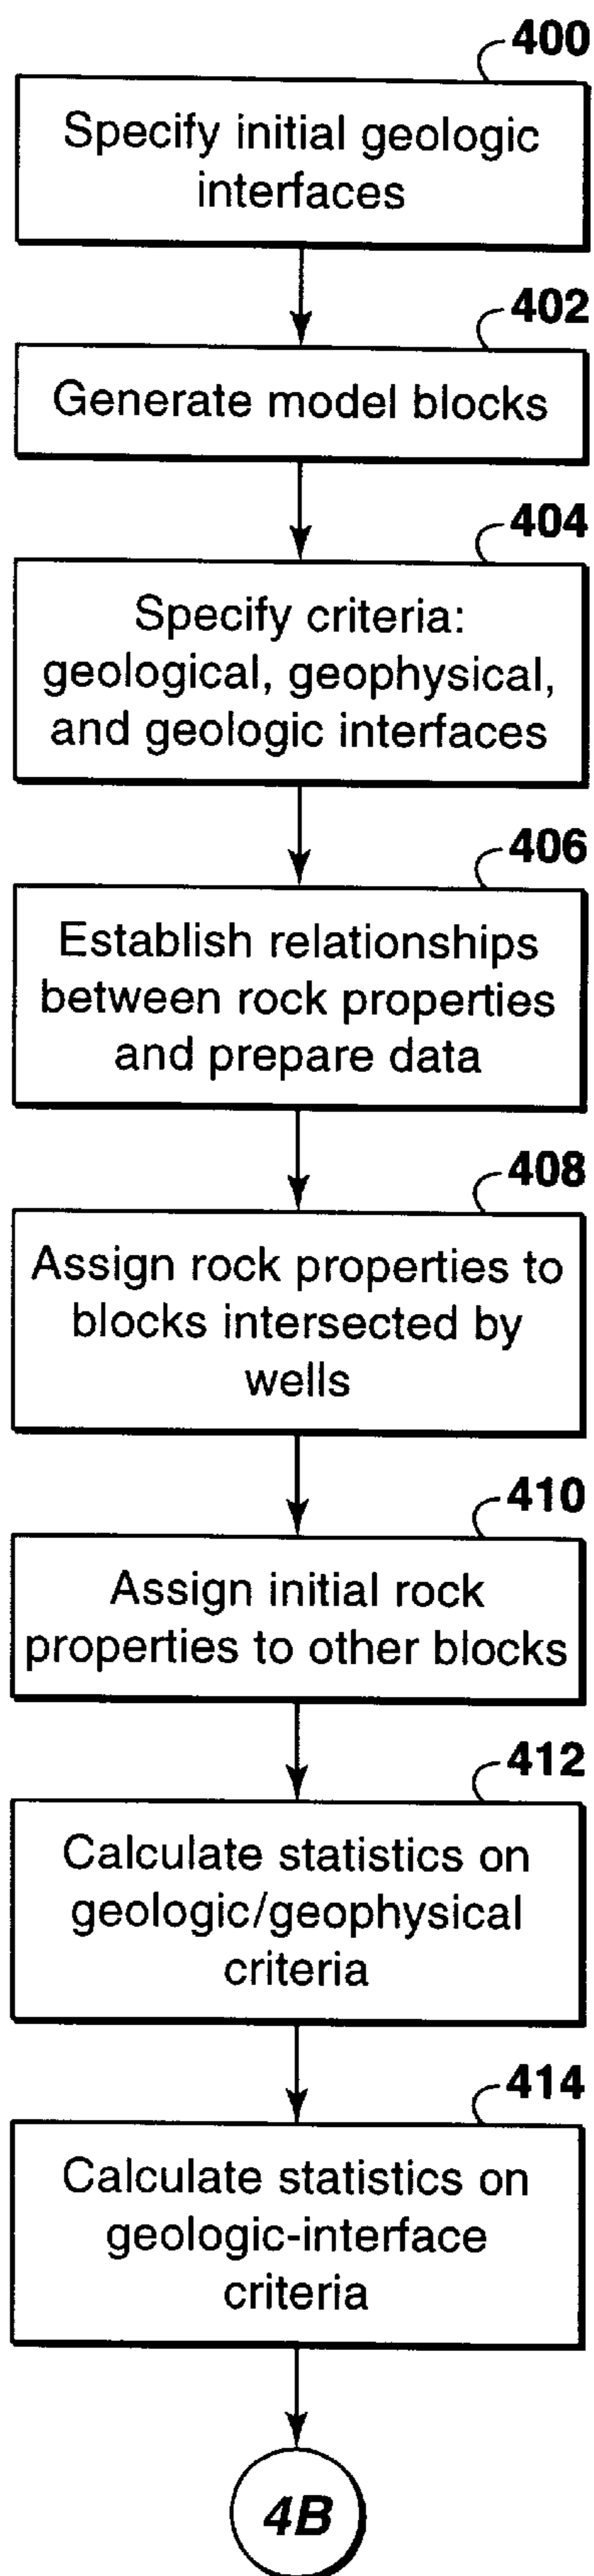 400
Specify initial geologic
interfaces
402
Generate model blocks
404
Specify criteria:
geological, geophysical,
and geologic interfaces
406
Establish relationships
between rock properties
and prepare data
408
Assign rock properties to
blocks intersected by
wells
410
Assign initial rock
properties to other blocks
412
Calculate statistics on
geologic/geophysical
criteria
414
Calculate statistics on
geologic-interface
criteria
4B